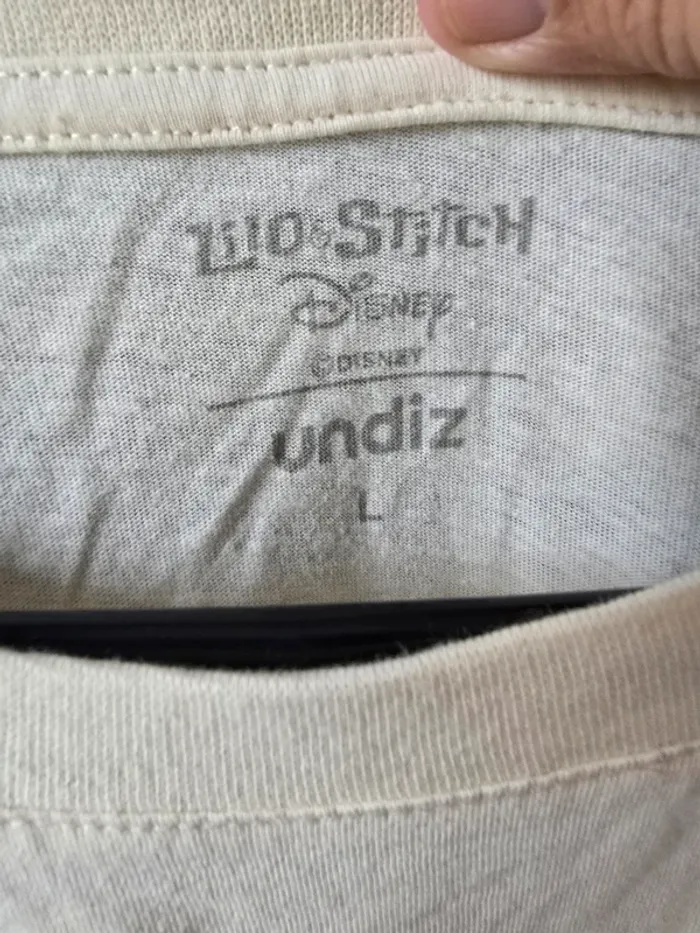 Lilo & Stitch
Disney
©DISNEY
undiz
L